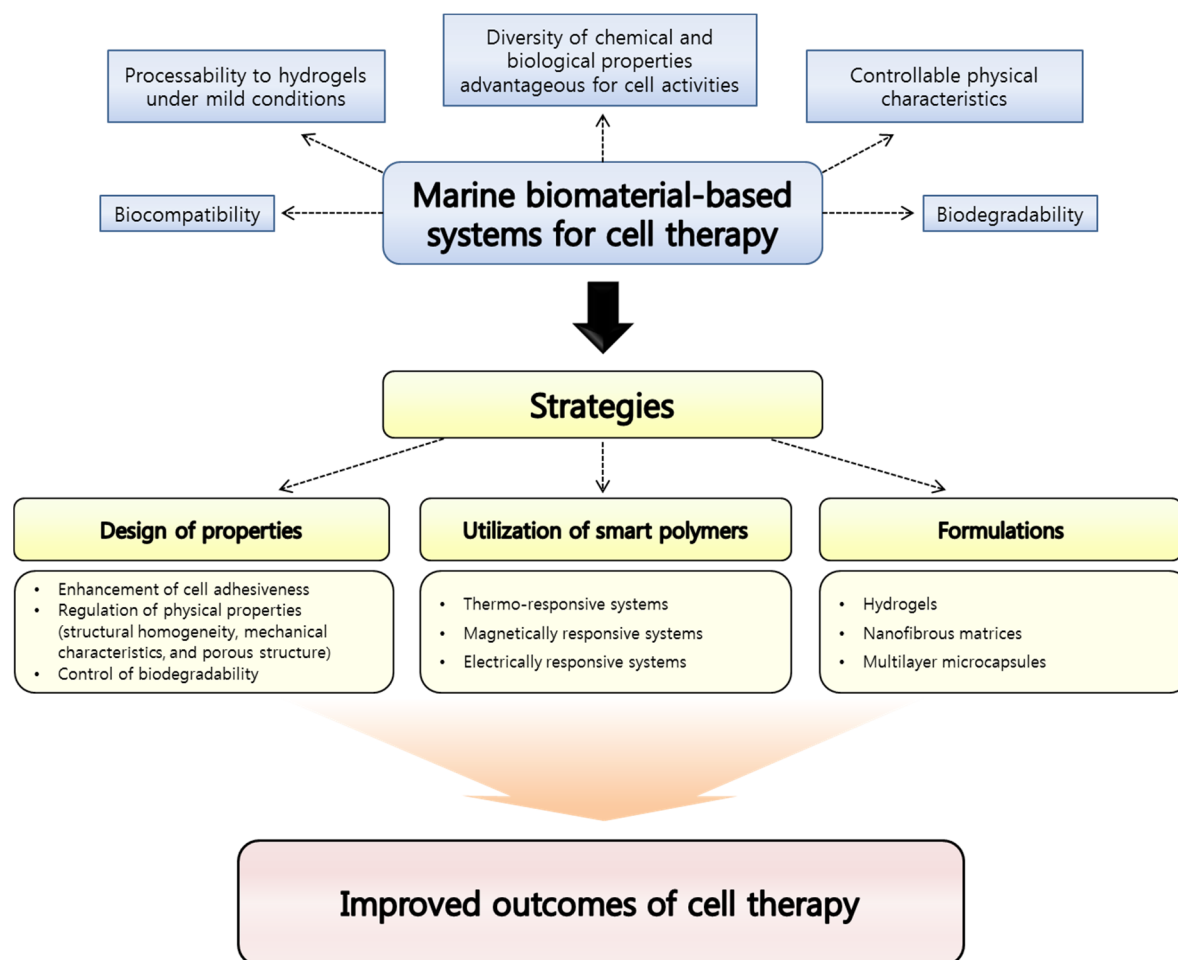 Diversity of chemical and
biological properties
advantageous for cell activities
Processability to hydrogels
under mild conditions
Controllable physical
characteristics
Biocompatibility
Marine biomaterial-based
systems for cell therapy
Biodegradability
Strategies
Design of properties
• Enhancement of cell adhesiveness
• Regulation of physical properties
(structural homogeneity, mechanical
characteristics, and porous structure)
• Control of biodegradability
Utilization of smart polymers
• Thermo-responsive systems
• Magnetically responsive systems
• Electrically responsive systems
Formulations
• Hydrogels
• Nanofibrous matrices
• Multilayer microcapsules
Improved outcomes of cell therapy